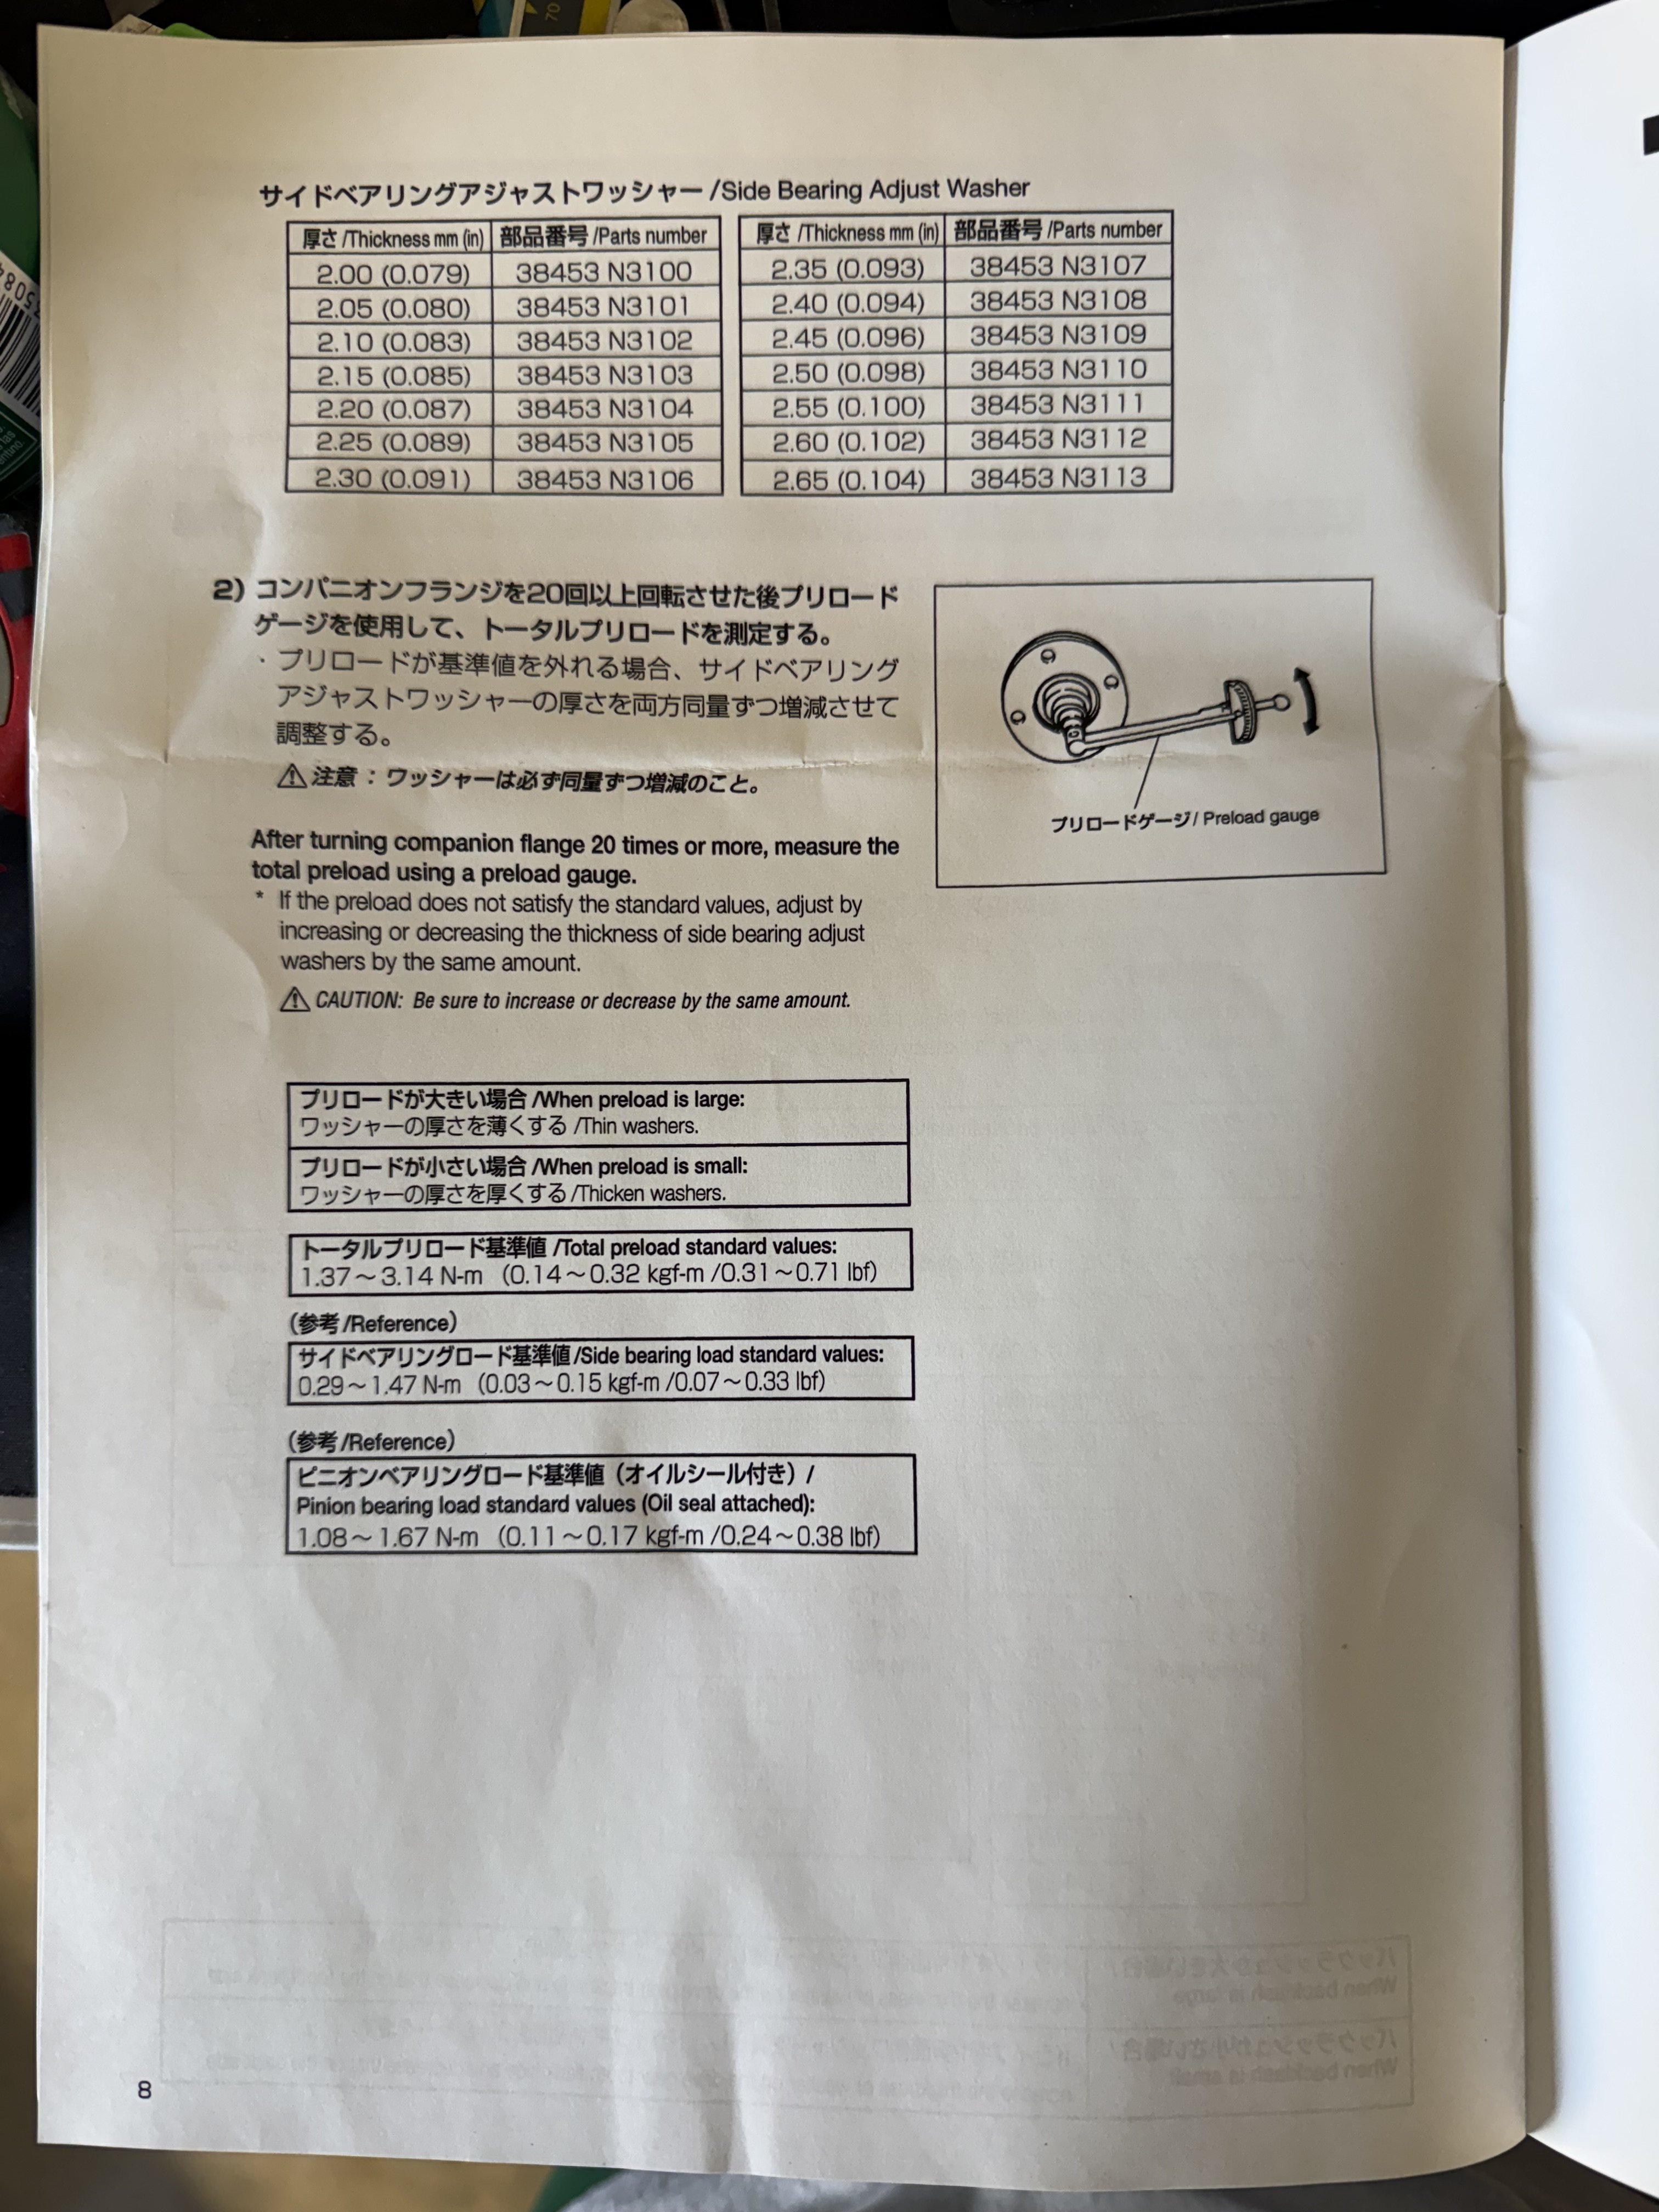 サイドベアリングアジャストワッシャー /Side Bearing Adjust Washer
厚さ /Thickness mm (in) 部品番号 /Parts number
2.00 (0.079) 38453 N3100
2.05 (0.080) 38453 N3101
2.10 (0.083) 38453 N3102
2.15 (0.085) 38453 N3103
2.20 (0.087) 38453 N3104
2.25 (0.089) 38453 N3105
2.30 (0.091) 38453 N3106
厚さ /Thickness mm (in) 部品番号 /Parts number
2.35 (0.093) 38453 N3107
2.40 (0.094) 38453 N3108
2.45 (0.096) 38453 N3109
2.50 (0.098) 38453 N3110
2.55 (0.100) 38453 N3111
2.60 (0.102) 38453 N3112
2.65 (0.104) 38453 N3113
2) コンパニオンフランジを20回以上回転させた後プリロード
ゲージを使用して、トータルプリロードを測定する。
・プリロードが基準値を外れる場合、サイドベアリング
アジャストワッシャーの厚さを両方同量ずつ増減させて
調整する。
⚠ 注意：ワッシャーは必ず同量ずつ増減のこと。
After turning companion flange 20 times or more, measure the
total preload using a preload gauge.
* If the preload does not satisfy the standard values, adjust by
increasing or decreasing the thickness of side bearing adjust
washers by the same amount.
⚠ CAUTION: Be sure to increase or decrease by the same amount.
プリロードゲージ/ Preload gauge
プリロードが大きい場合 /When preload is large:
ワッシャーの厚さを薄くする /Thin washers.
プリロードが小さい場合 /When preload is small:
ワッシャーの厚さを厚くする /Thicken washers.
トータルプリロード基準値 /Total preload standard values:
1.37～3.14 N-m (0.14～0.32 kgf-m /0.31～0.71 lbf)
(参考 /Reference)
サイドベアリングロード基準値 /Side bearing load standard values:
0.29～1.47 N-m (0.03～0.15 kgf-m /0.07～0.33 lbf)
(参考 /Reference)
ピニオンベアリングロード基準値（オイルシール付き）/
Pinion bearing load standard values (Oil seal attached):
1.08～1.67 N-m (0.11～0.17 kgf-m /0.24～0.38 lbf)
8